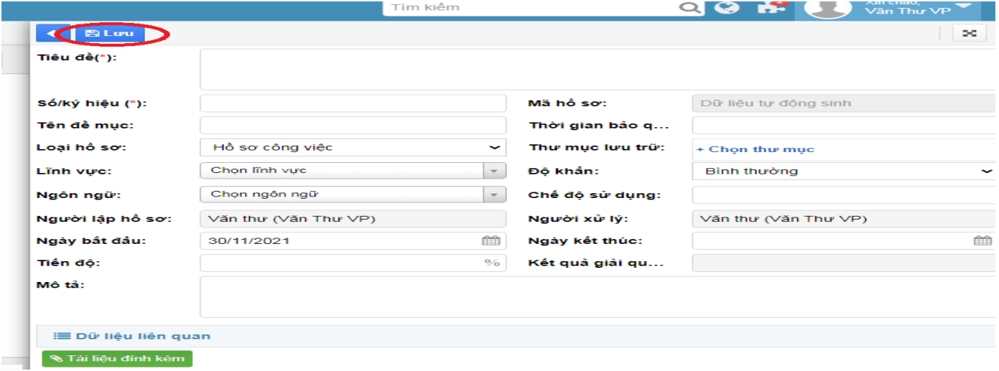 Tìm kiếm
2
Xin chào,
Văn Thư VP
Lưu
Tiêu đề(*):
Số/ký hiệu (*):
Mã hồ sơ: Dữ liệu tự động sinh
Tên đề mục:
Thời gian bảo q...
Loại hồ sơ: Hồ sơ công việc
Thư mục lưu trữ: + Chọn thư mục
Lĩnh vực: Chọn lĩnh vực
Độ khẩn: Bình thường
Ngôn ngữ: Chọn ngôn ngữ
Chế độ sử dụng:
Người lập hồ sơ: Văn thư (Văn Thư VP)
Người xử lý: Văn thư (Văn Thư VP)
Ngày bắt đầu: 30/11/2021
Ngày kết thúc:
Tiến độ: %
Kết quả giải qu...
Mô tả:
Dữ liệu liên quan
Tài liệu đính kèm